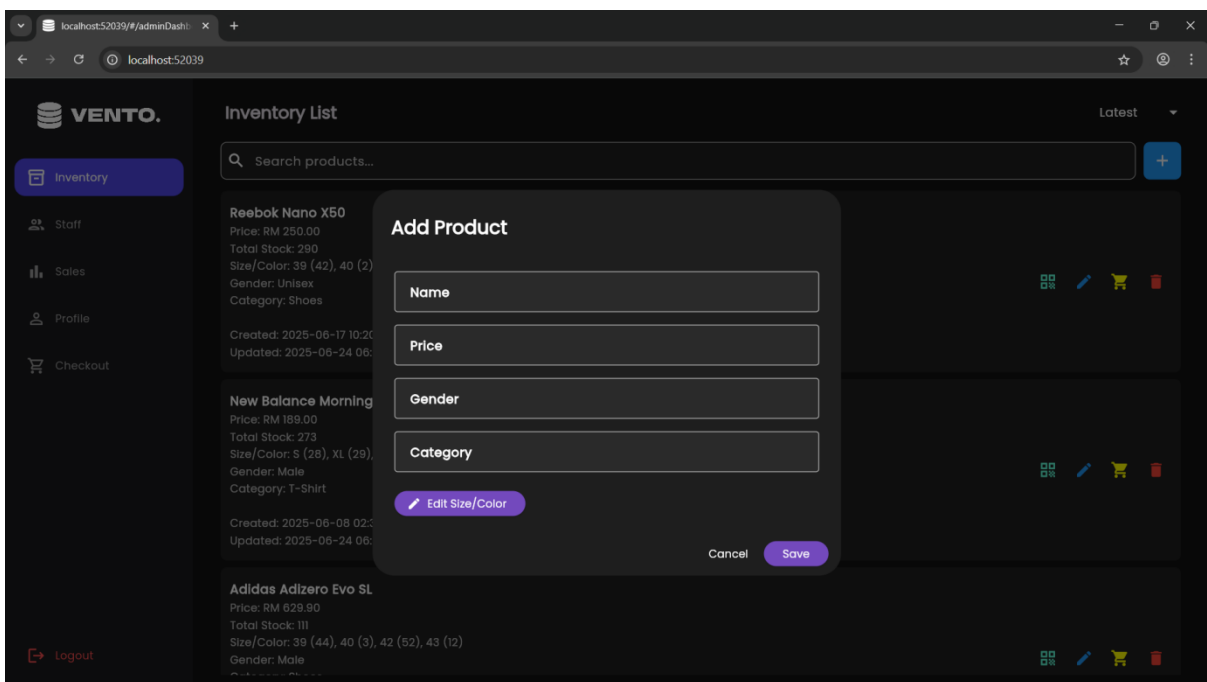 localhost:52039/#/adminDashb
localhost:52039
VENTO.
Inventory
Staff
Sales
Profile
Checkout
Logout
Inventory List
Latest
Search products...
Reebok Nano X50
Price: RM 250.00
Total Stock: 290
Size/Color: 39 (42), 40 (2)
Gender: Unisex
Category: Shoes
Created: 2025-06-17 10:20
Updated: 2025-06-24 06:
New Balance Morning
Price: RM 189.00
Total Stock: 273
Size/Color: S (28), XL (29),
Gender: Male
Category: T-Shirt
Created: 2025-06-08 02:
Updated: 2025-06-24 06:
Adidas Adizero Evo SL
Price: RM 629.90
Total Stock: 111
Size/Color: 39 (44), 40 (3), 42 (52), 43 (12)
Gender: Male
Add Product
Name
Price
Gender
Category
Edit Size/Color
Cancel
Save